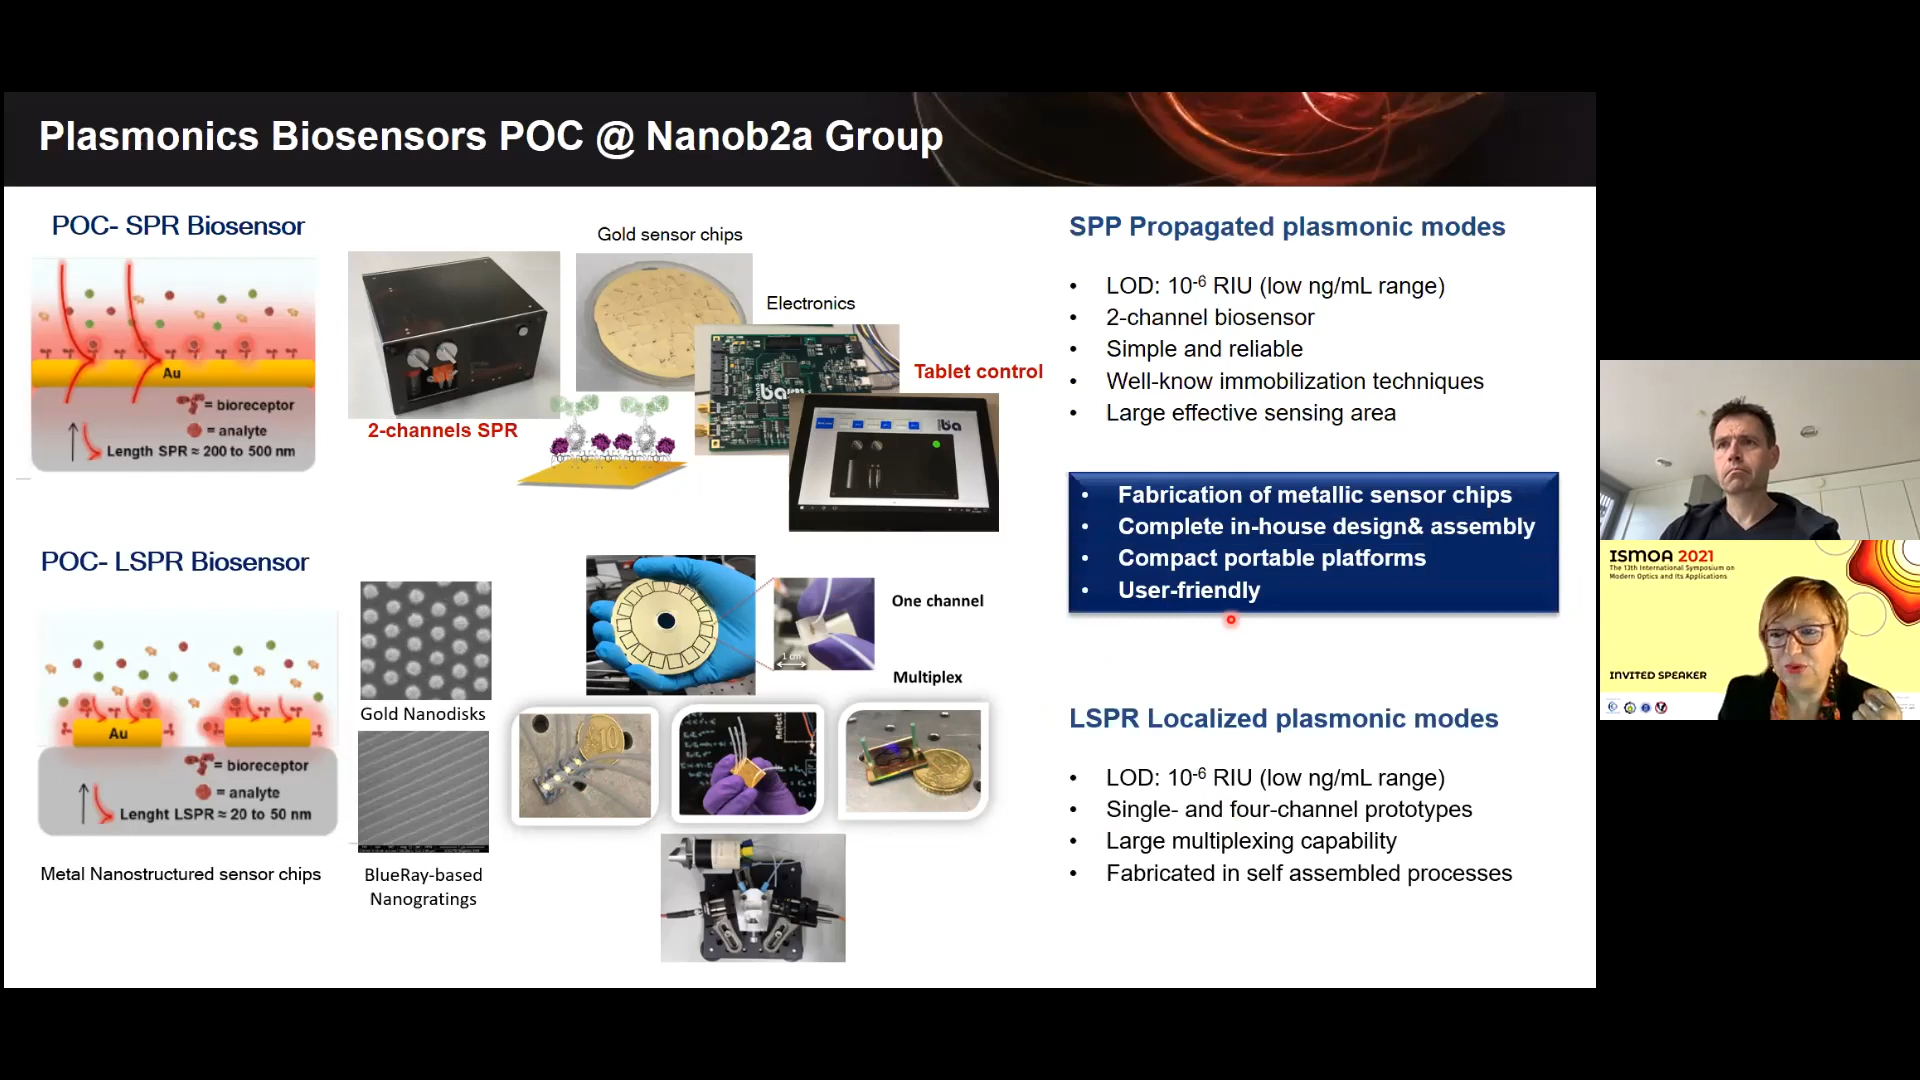 Plasmonics Biosensors POC @ Nanob2a Group
POC- SPR Biosensor
Au
= bioreceptor
= analyte
Length SPR ≈ 200 to 500 nm
Gold sensor chips
Electronics
Tablet control
2-channels SPR
POC- LSPR Biosensor
Au
= bioreceptor
= analyte
Lenght LSPR ≈ 20 to 50 nm
Metal Nanostructured sensor chips
Gold Nanodisks
BlueRay-based
Nanogratings
1 cm
One channel
Multiplex
SPP Propagated plasmonic modes
• LOD: 10-6 RIU (low ng/mL range)
• 2-channel biosensor
• Simple and reliable
• Well-know immobilization techniques
• Large effective sensing area
• Fabrication of metallic sensor chips
• Complete in-house design& assembly
• Compact portable platforms
• User-friendly
LSPR Localized plasmonic modes
• LOD: 10-6 RIU (low ng/mL range)
• Single- and four-channel prototypes
• Large multiplexing capability
• Fabricated in self assembled processes
ISMOA 2021
The 13th International Symposium on
Modern Optics and Its Applications
INVITED SPEAKER